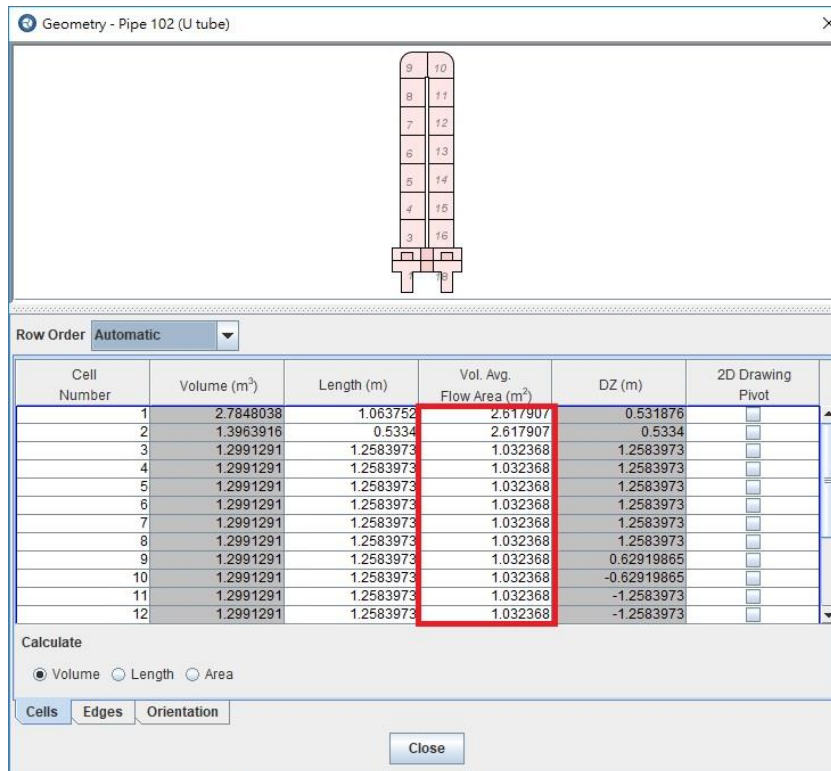 Geometry - Pipe 102 (U tube)
9 10
8 11
7 12
6 13
5 14
4 15
3 16
1 18
Row Order Automatic
Cell Number Volume (m³) Length (m) Vol. Avg. Flow Area (m²) DZ (m) 2D Drawing Pivot
1 2.7848038 1.063752 2.617907 0.531876
2 1.3963916 0.5334 2.617907 0.5334
3 1.2991291 1.2583973 1.032368 1.2583973
4 1.2991291 1.2583973 1.032368 1.2583973
5 1.2991291 1.2583973 1.032368 1.2583973
6 1.2991291 1.2583973 1.032368 1.2583973
7 1.2991291 1.2583973 1.032368 1.2583973
8 1.2991291 1.2583973 1.032368 1.2583973
9 1.2991291 1.2583973 1.032368 0.62919865
10 1.2991291 1.2583973 1.032368 -0.62919865
11 1.2991291 1.2583973 1.032368 -1.2583973
12 1.2991291 1.2583973 1.032368 -1.2583973
Calculate
Volume Length Area
Cells Edges Orientation
Close